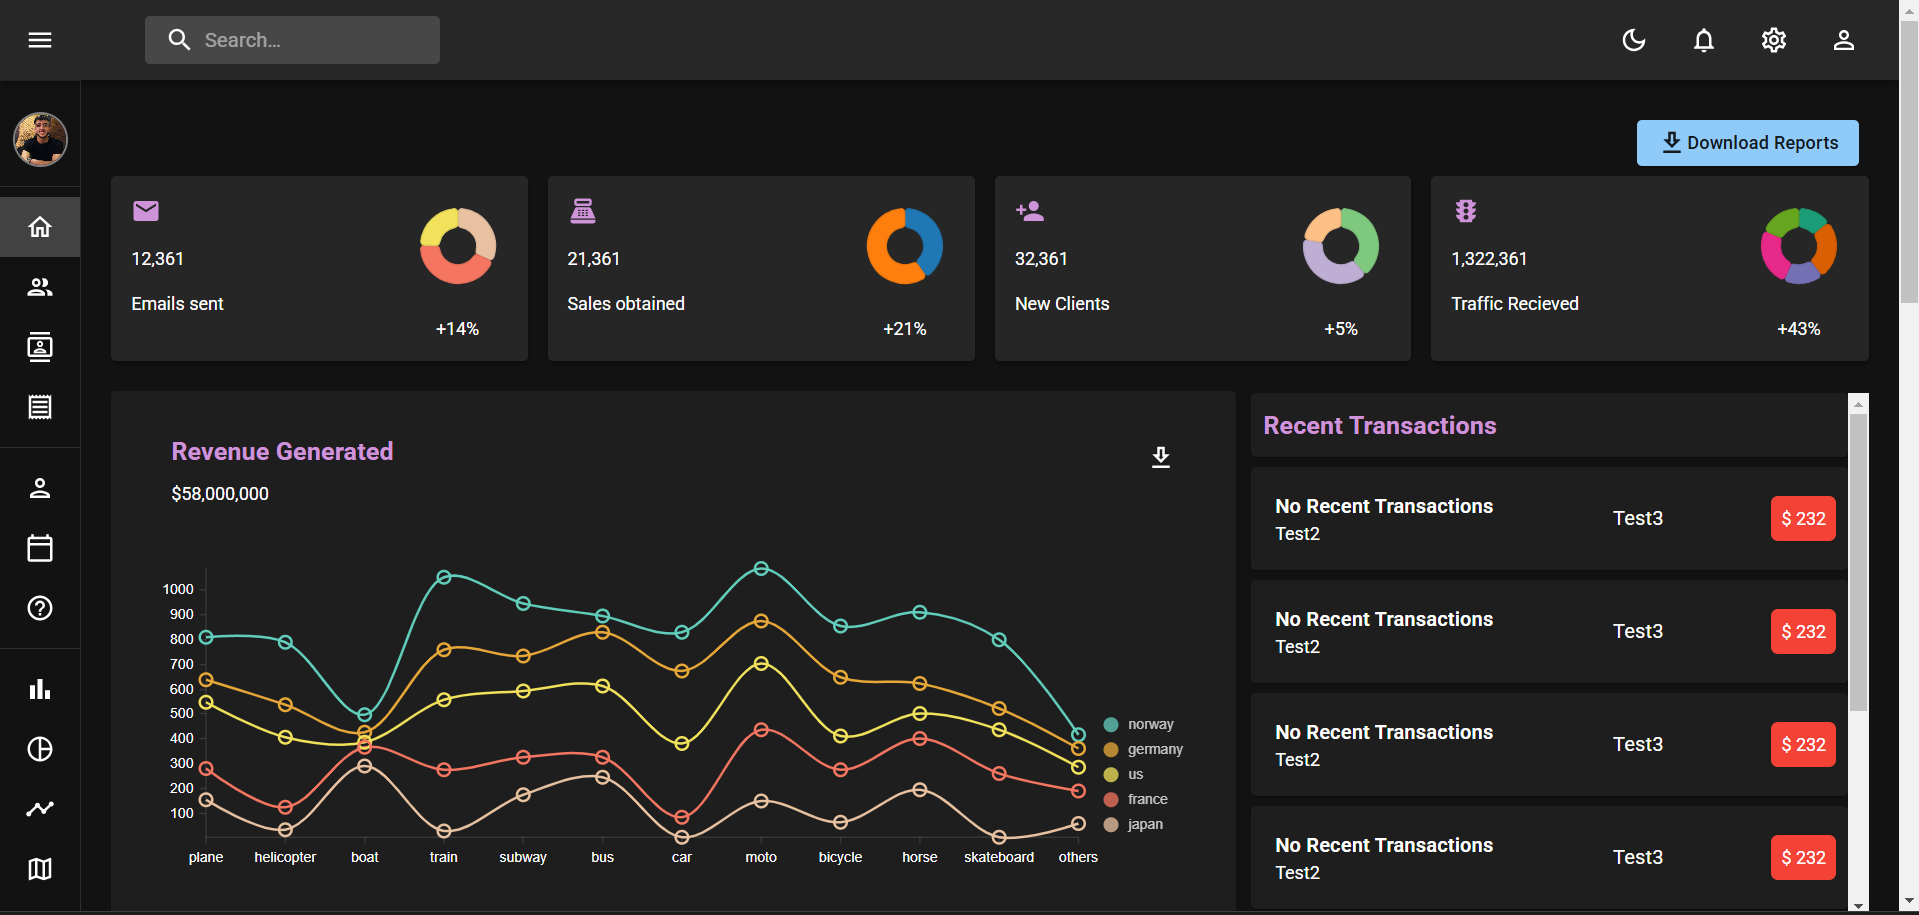 Search...
Download Reports
12,361
Emails sent
+14%
21,361
Sales obtained
+21%
32,361
New Clients
+5%
1,322,361
Traffic Recieved
+43%
Revenue Generated
$58,000,000
1000
900
800
700
600
500
400
300
200
100
plane helicopter boat train subway bus car moto bicycle horse skateboard others
norway
germany
us
france
japan
Recent Transactions
No Recent Transactions
Test2
Test3
$ 232
No Recent Transactions
Test2
Test3
$ 232
No Recent Transactions
Test2
Test3
$ 232
No Recent Transactions
Test2
Test3
$ 232